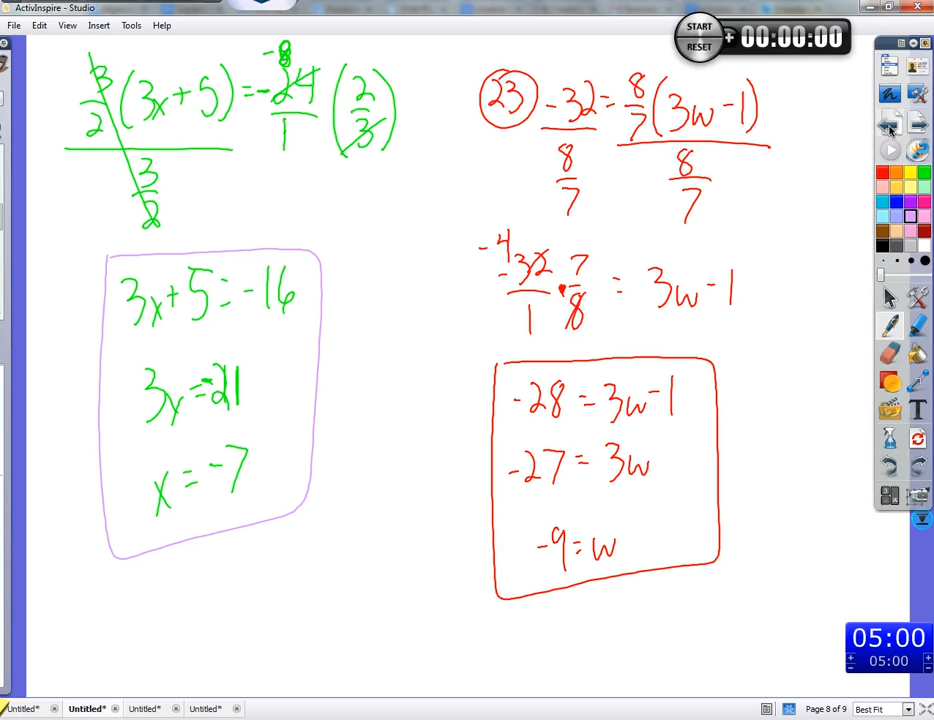 ActivInspire - Studio
File Edit View Insert Tools Help
START
RESET
00:00:00
3/2 (3x+5) = -24/1 (2/3)
-8
3/2
3x+5 = -16
3x = -21
x = -7
23 -32 = 8/7 (3w-1)
8/7 8/7
-4
-32/1 • 7/8 = 3w-1
-28 = 3w-1
-27 = 3w
-9 = w
05:00
05:00
Untitled* Untitled* Untitled* Untitled*
Page 8 of 9 Best Fit